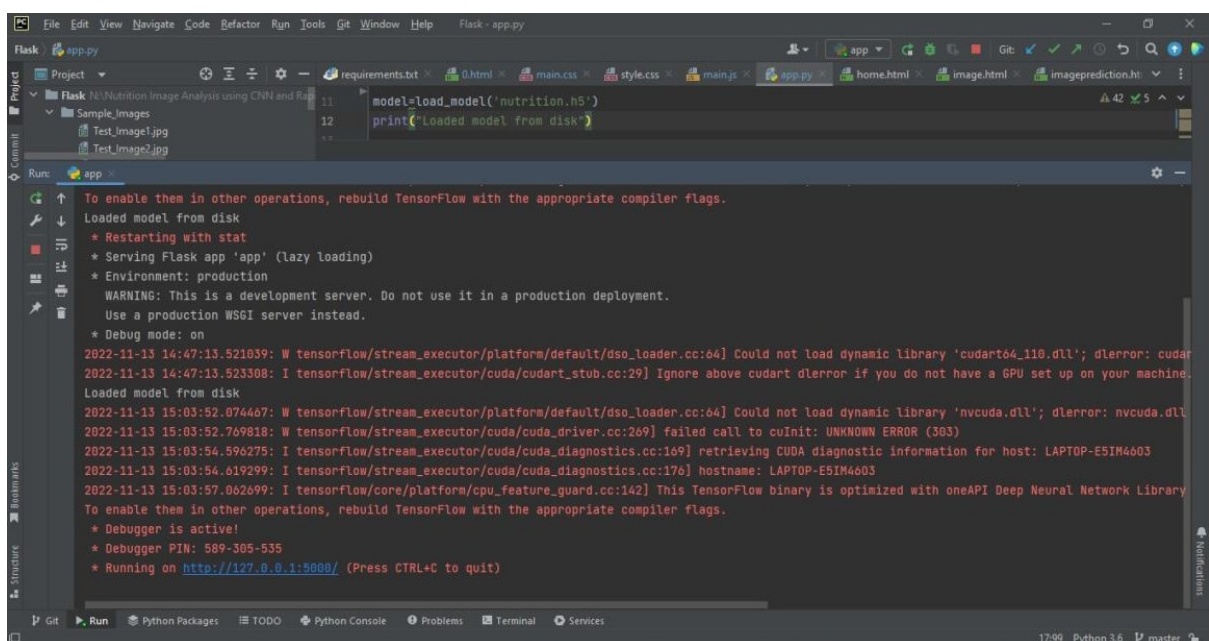 File Edit View Navigate Code Refactor Run Tools Git Window Help Flask - app.py
Flask app.py app Git:
Project requirements.txt 0.html main.css style.css main.js app.py home.html image.html imageprediction.ht
Flask N:\Nutrition Image Analysis using CNN and Rap 11 model=load_model('nutrition.h5') 42 5
Sample_Images 12 print("Loaded model from disk")
Test_Image1.jpg
Test_Image2.jpg
Run: app
To enable them in other operations, rebuild TensorFlow with the appropriate compiler flags.
Loaded model from disk
* Restarting with stat
* Serving Flask app 'app' (lazy loading)
* Environment: production
WARNING: This is a development server. Do not use it in a production deployment.
Use a production WSGI server instead.
* Debug mode: on
2022-11-13 14:47:13.521039: W tensorflow/stream_executor/platform/default/dso_loader.cc:64] Could not load dynamic library 'cudart64_110.dll'; dlerror: cudar
2022-11-13 14:47:13.523308: I tensorflow/stream_executor/cuda/cudart_stub.cc:29] Ignore above cudart dlerror if you do not have a GPU set up on your machine.
Loaded model from disk
2022-11-13 15:03:52.074467: W tensorflow/stream_executor/platform/default/dso_loader.cc:64] Could not load dynamic library 'nvcuda.dll'; dlerror: nvcuda.dll
2022-11-13 15:03:52.769818: W tensorflow/stream_executor/cuda/cuda_driver.cc:269] failed call to cuInit: UNKNOWN ERROR (303)
2022-11-13 15:03:54.596275: I tensorflow/stream_executor/cuda/cuda_diagnostics.cc:169] retrieving CUDA diagnostic information for host: LAPTOP-E5IM4603
2022-11-13 15:03:54.619299: I tensorflow/stream_executor/cuda/cuda_diagnostics.cc:176] hostname: LAPTOP-E5IM4603
2022-11-13 15:03:57.062699: I tensorflow/core/platform/cpu_feature_guard.cc:142] This TensorFlow binary is optimized with oneAPI Deep Neural Network Library
To enable them in other operations, rebuild TensorFlow with the appropriate compiler flags.
* Debugger is active!
* Debugger PIN: 589-305-535
* Running on http://127.0.0.1:5000/ (Press CTRL+C to quit)
Project
Commit
Bookmarks
Structure
Notifications
Git Run Python Packages TODO Python Console Problems Terminal Services
17:99 Python 3.6 master